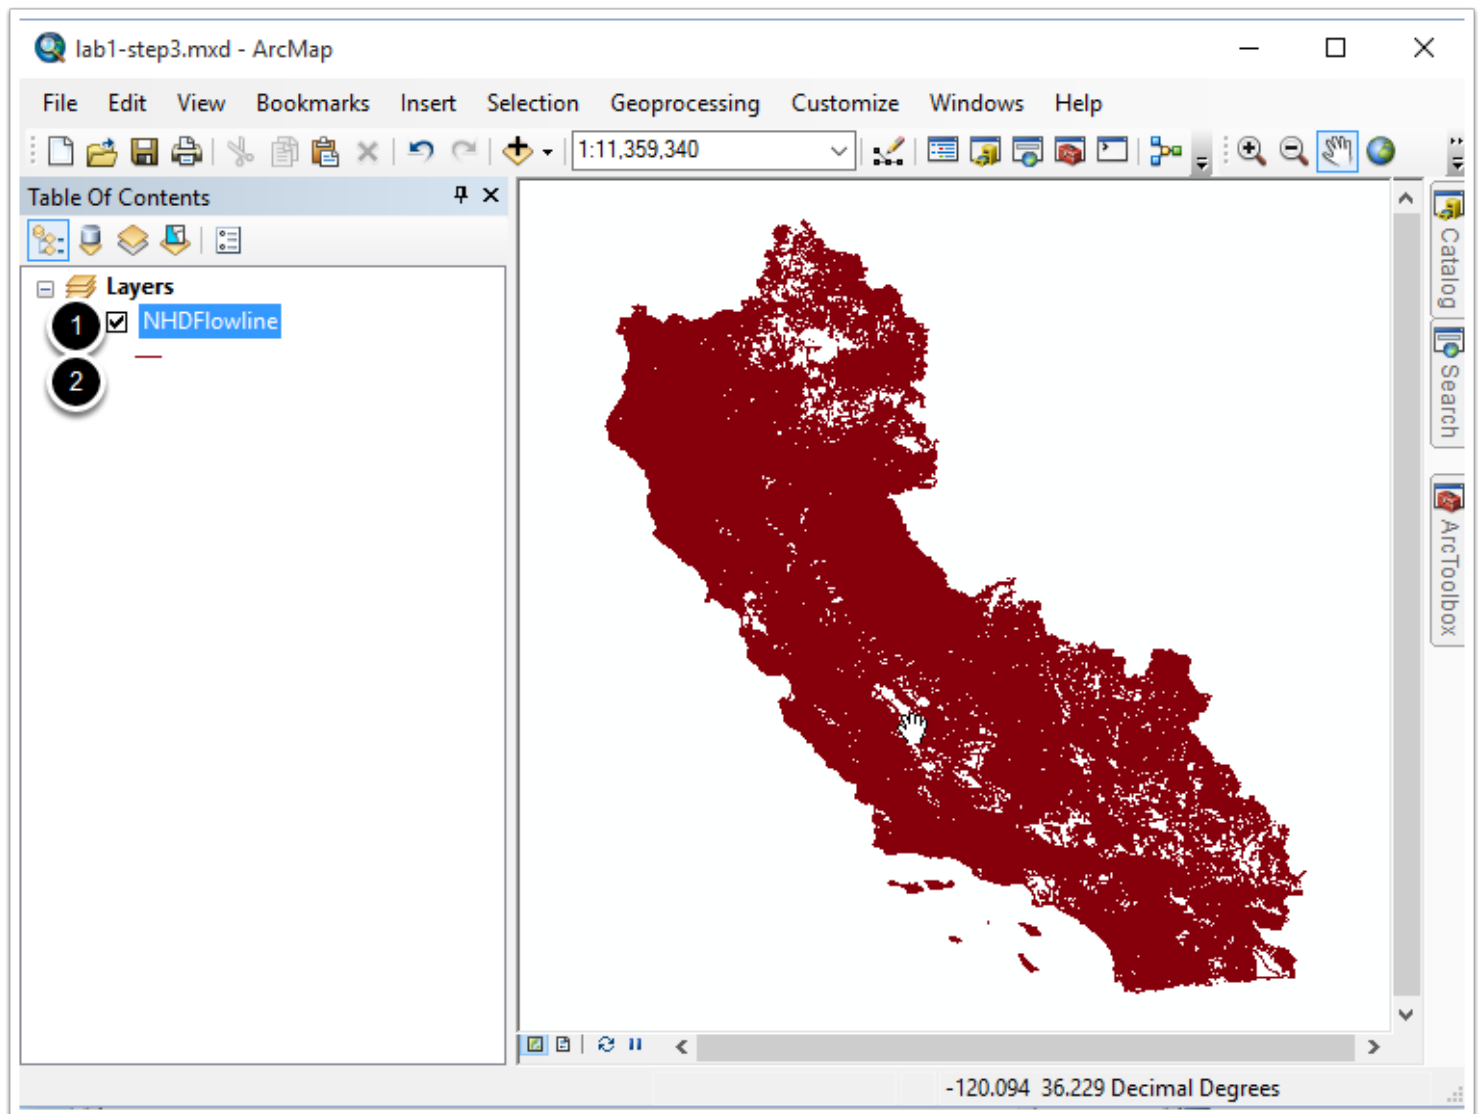 lab1-step3.mxd - ArcMap
File Edit View Bookmarks Insert Selection Geoprocessing Customize Windows Help
1:11,359,340
Table Of Contents
Layers
1
NHDFlowline
2
Catalog
Search
ArcToolbox
-120.094 36.229 Decimal Degrees